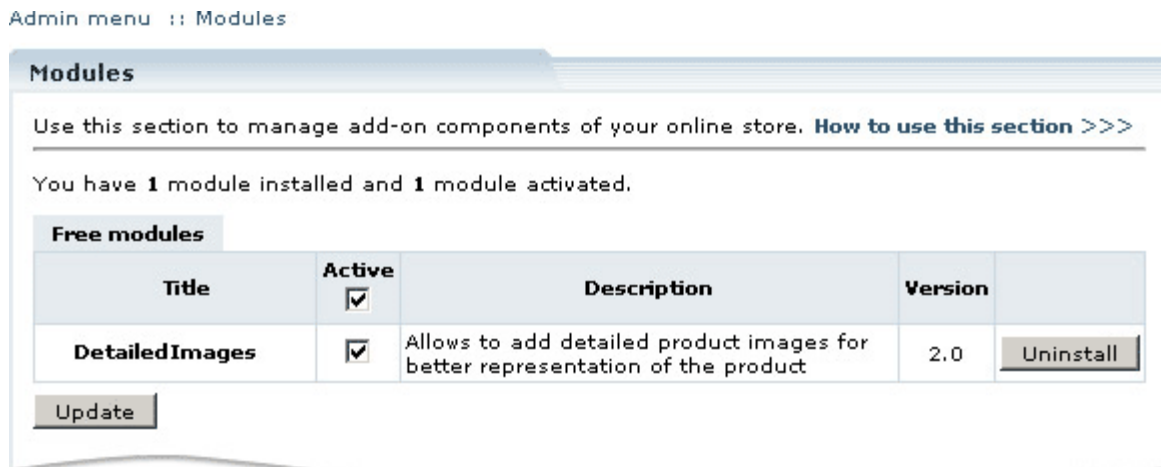 Admin menu :: Modules
Modules
Use this section to manage add-on components of your online store. How to use this section >>>
You have 1 module installed and 1 module activated.
Free modules
Title Active Description Version
DetailedImages Allows to add detailed product images for better representation of the product 2.0 Uninstall
Update